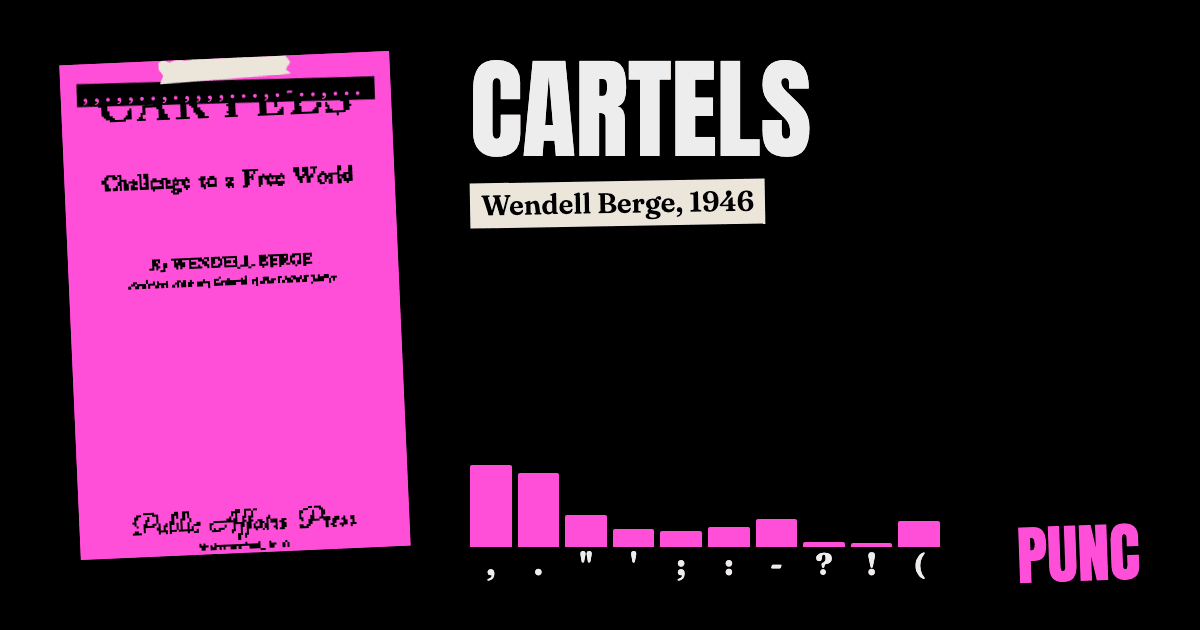 CARTELS
Challenge to a Free World
By WENDELL BERGE
Public Affairs Press
CARTELS
Wendell Berge, 1946
, . " ' ; : - ? ! (
PUNC